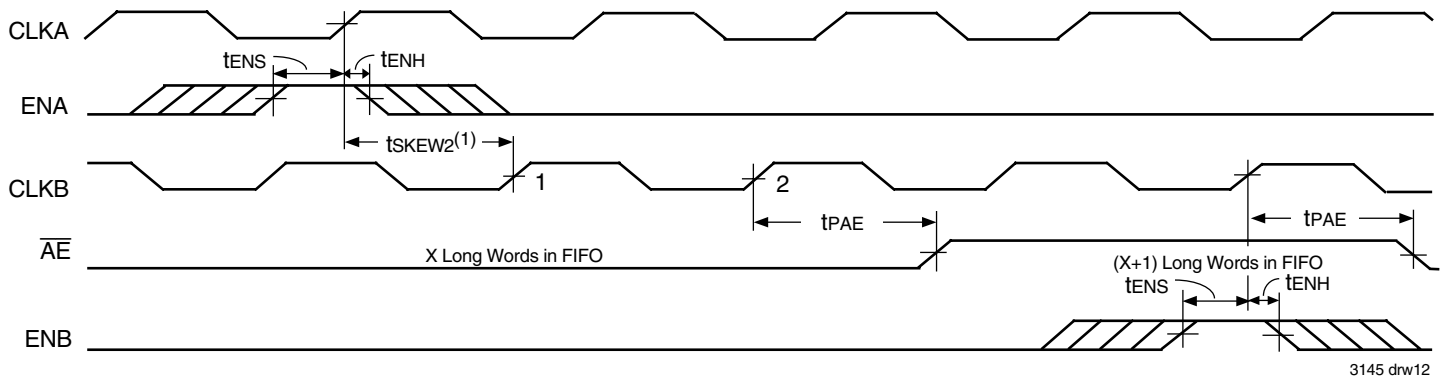 CLKA
tENS
tENH
ENA
tSKEW2(1)
CLKB
1
2
tPAE
tPAE
AE
X Long Words in FIFO
(X+1) Long Words in FIFO
tENS
tENH
ENB
3145 drw12